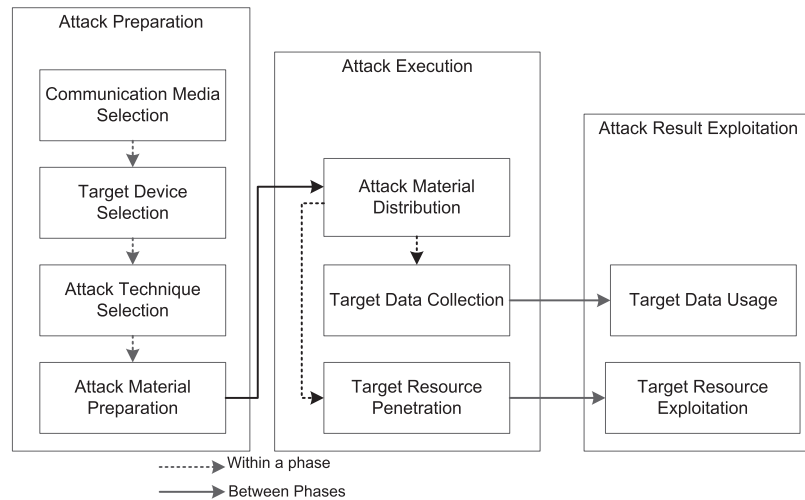 Attack Preparation
Communication Media
Selection
Target Device
Selection
Attack Technique
Selection
Attack Material
Preparation
Attack Execution
Attack Material
Distribution
Target Data Collection
Target Resource
Penetration
Attack Result Exploitation
Target Data Usage
Target Resource
Exploitation
Within a phase
Between Phases